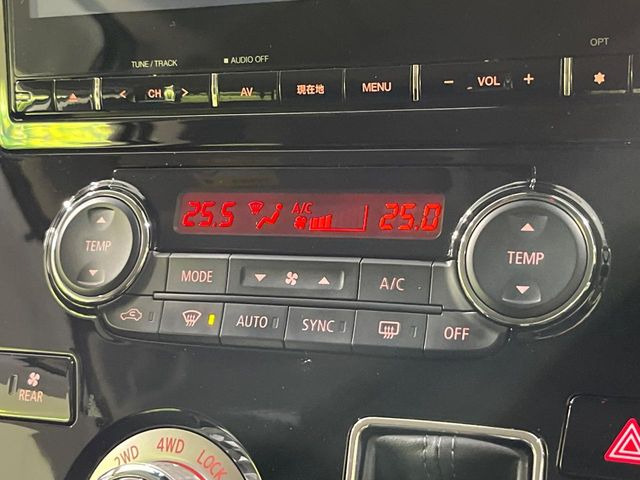 OPT
TUNE / TRACK
■ AUDIO OFF
< CH >
AV
現在地
MENU
− VOL +
25.5
A/C
25.0
TEMP
TEMP
MODE
A/C
AUTO
SYNC
OFF
REAR
2WD
4WD
LOCK